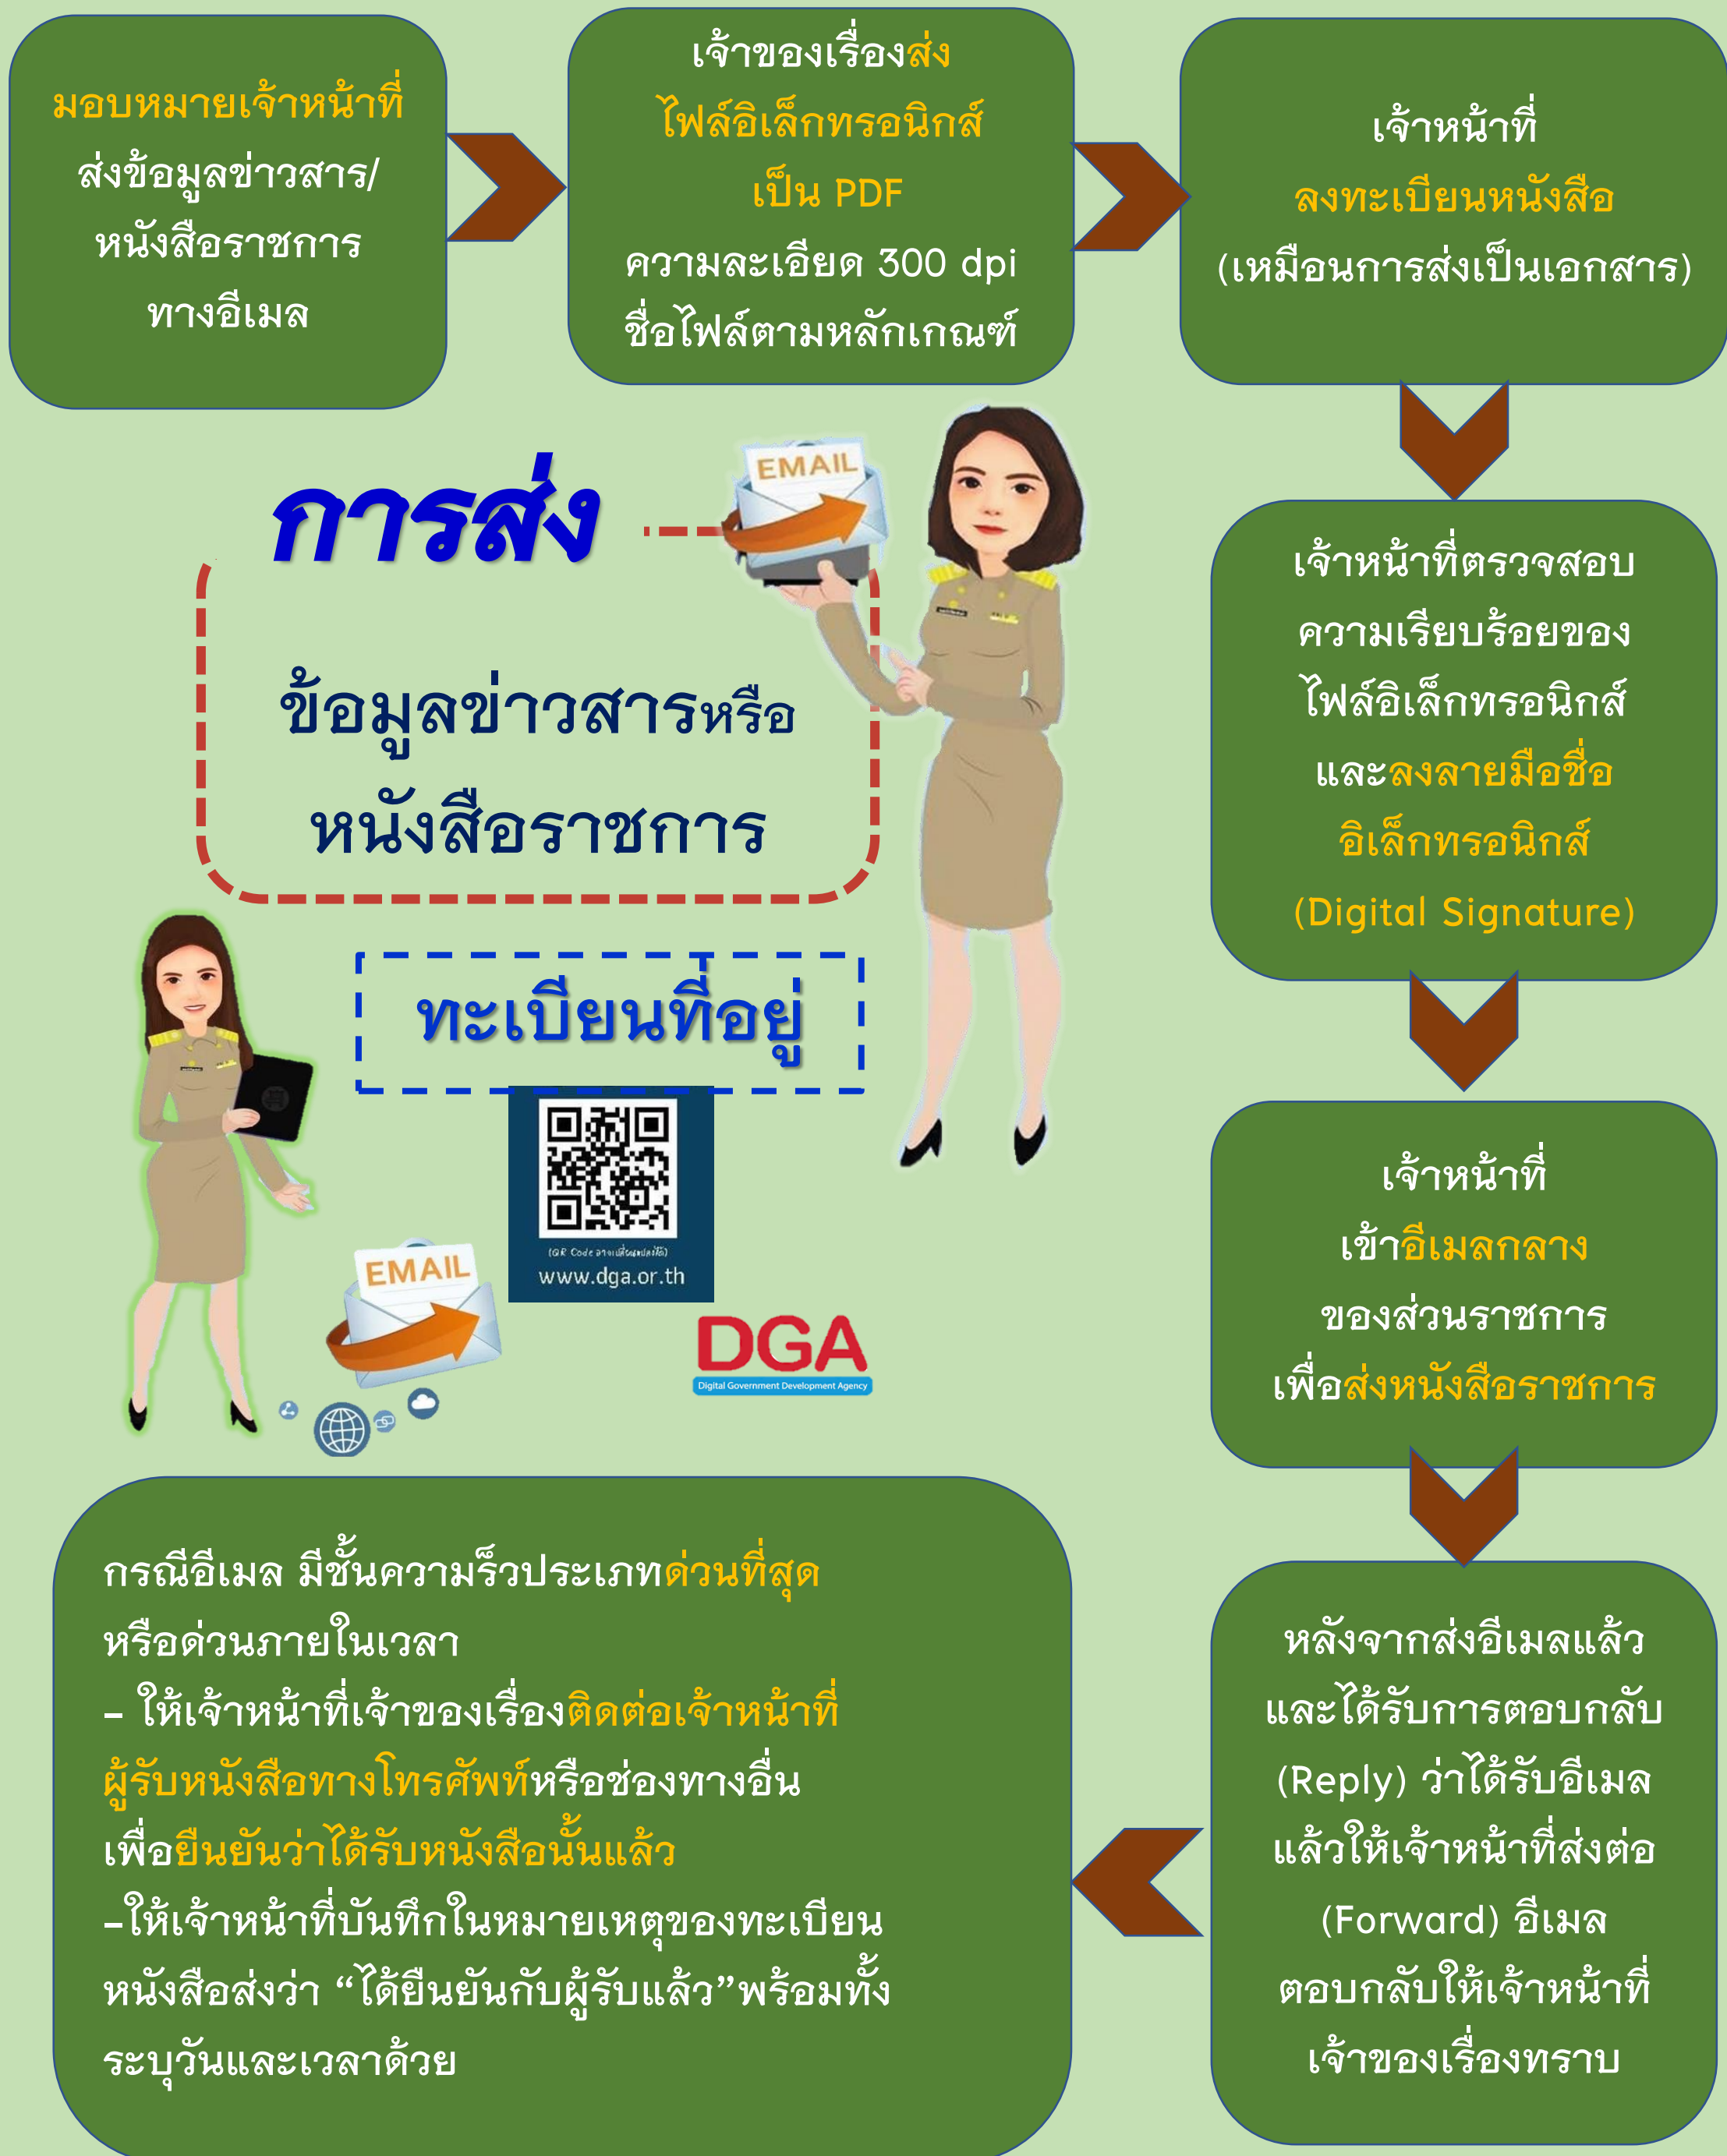 มอบหมายเจ้าหน้าที่
ส่งข้อมูลข่าวสาร/
หนังสือราชการ
ทางอีเมล
เจ้าของเรื่องส่ง
ไฟล์อิเล็กทรอนิกส์
เป็น PDF
ความละเอียด 300 dpi
ชื่อไฟล์ตามหลักเกณฑ์
เจ้าหน้าที่
ลงทะเบียนหนังสือ
(เหมือนการส่งเป็นเอกสาร)
เจ้าหน้าที่ตรวจสอบ
ความเรียบร้อยของ
ไฟล์อิเล็กทรอนิกส์
และลงลายมือชื่อ
อิเล็กทรอนิกส์
(Digital Signature)
เจ้าหน้าที่
เข้าอีเมลกลาง
ของส่วนราชการ
เพื่อส่งหนังสือราชการ
หลังจากส่งอีเมลแล้ว
และได้รับการตอบกลับ
(Reply) ว่าได้รับอีเมล
แล้วให้เจ้าหน้าที่ส่งต่อ
(Forward) อีเมล
ตอบกลับให้เจ้าหน้าที่
เจ้าของเรื่องทราบ
กรณีอีเมล มีชั้นความเร็วประเภทด่วนที่สุด
หรือด่วนภายในเวลา
– ให้เจ้าหน้าที่เจ้าของเรื่องติดต่อเจ้าหน้าที่
ผู้รับหนังสือทางโทรศัพท์หรือช่องทางอื่น
เพื่อยืนยันว่าได้รับหนังสือนั้นแล้ว
–ให้เจ้าหน้าที่บันทึกในหมายเหตุของทะเบียน
หนังสือส่งว่า “ได้ยืนยันกับผู้รับแล้ว”พร้อมทั้ง
ระบุวันและเวลาด้วย
การส่ง
EMAIL
ข้อมูลข่าวสารหรือ
หนังสือราชการ
ทะเบียนที่อยู่
(QR Code อาจเปลี่ยนแปลงได้)
www.dga.or.th
EMAIL
DGA
Digital Government Development Agency